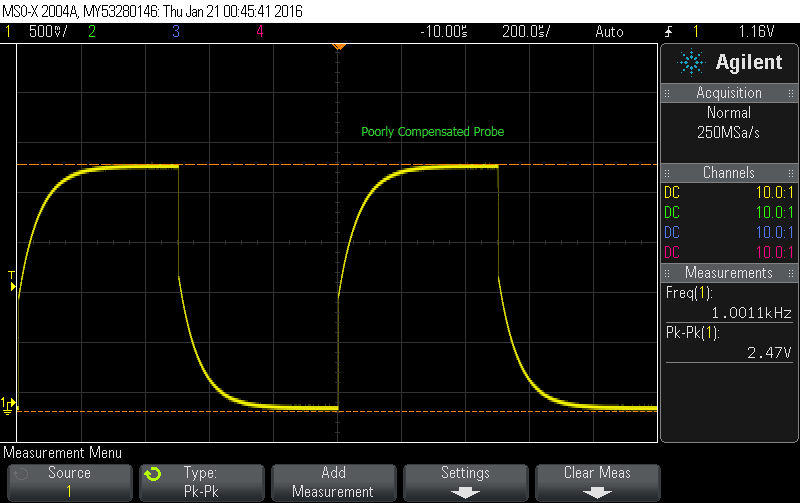 MSO-X 2004A, MY53280146: Thu Jan 21 00:45:41 2016
1 500mV/ 2 3 4 -10.00s 200.0s/ Auto 1 1.16V
Agilent
Acquisition
Normal
250MSa/s
Poorly Compensated Probe
Channels
DC 10.0:1
DC 10.0:1
DC 10.0:1
DC 10.0:1
T
Measurements
Freq(1):
1.0011kHz
Pk-Pk(1):
2.47V
1
Measurement Menu
Source
1
Type:
Pk-Pk
Add
Measurement
Settings
Clear Meas